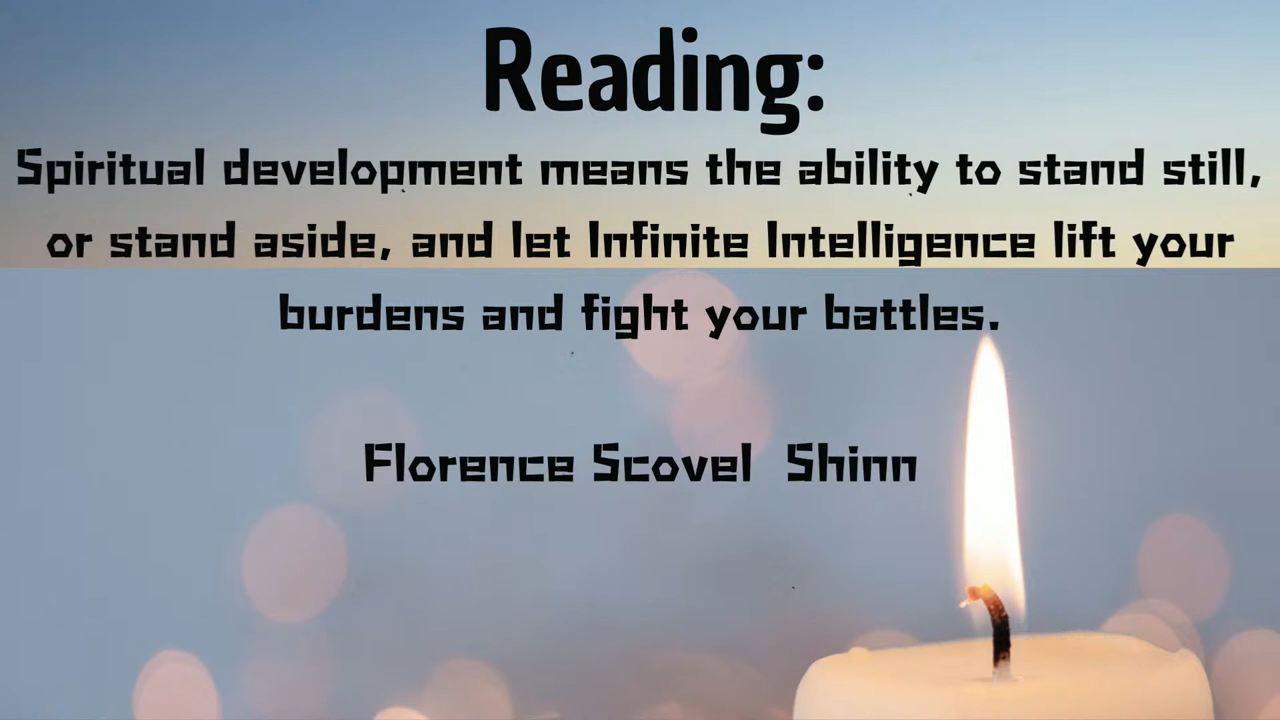 Reading:
Spiritual development means the ability to stand still,
or stand aside, and let Infinite Intelligence lift your
burdens and fight your battles.
Florence Scovel Shinn